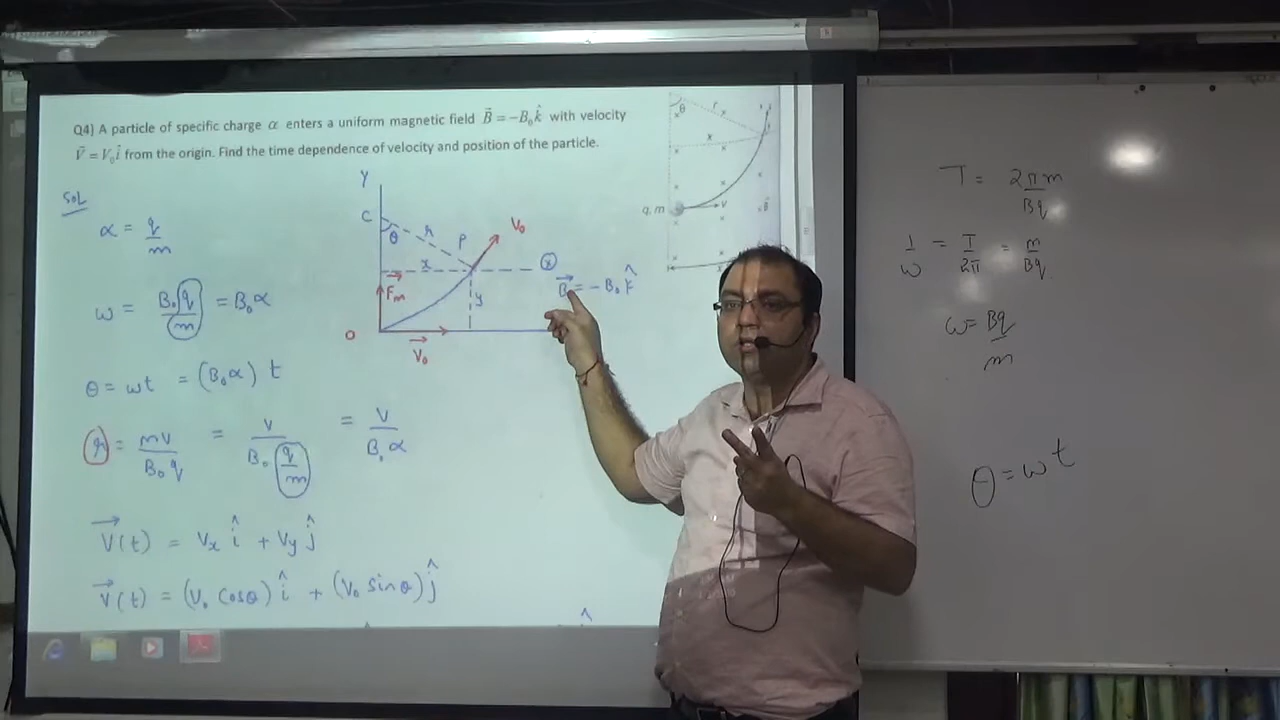 Q4] A particle of specific charge α enters a uniform magnetic field B⃗ = −B₀k̂ with velocity
V⃗ = V₀î from the origin. Find the time dependence of velocity and position of the particle.
Sol
α = q/m
ω = B₀q/m = B₀α
θ = ωt = (B₀α) t
r = mv/B₀q = v/(B₀ q/m) = v/B₀α
V⃗(t) = Vₓ î + Vy ĵ
V⃗(t) = (V₀ Cosθ) î + (V₀ sinθ) ĵ
Y
C
θ
r
P
V₀
x
y
F⃗m
O
V⃗₀
B⃗ = −B₀ k̂
θ
r
q, m
V
B⃗
T = 2πm/Bq
1/ω = T/2π = m/Bq
ω = Bq/m
θ = ωt